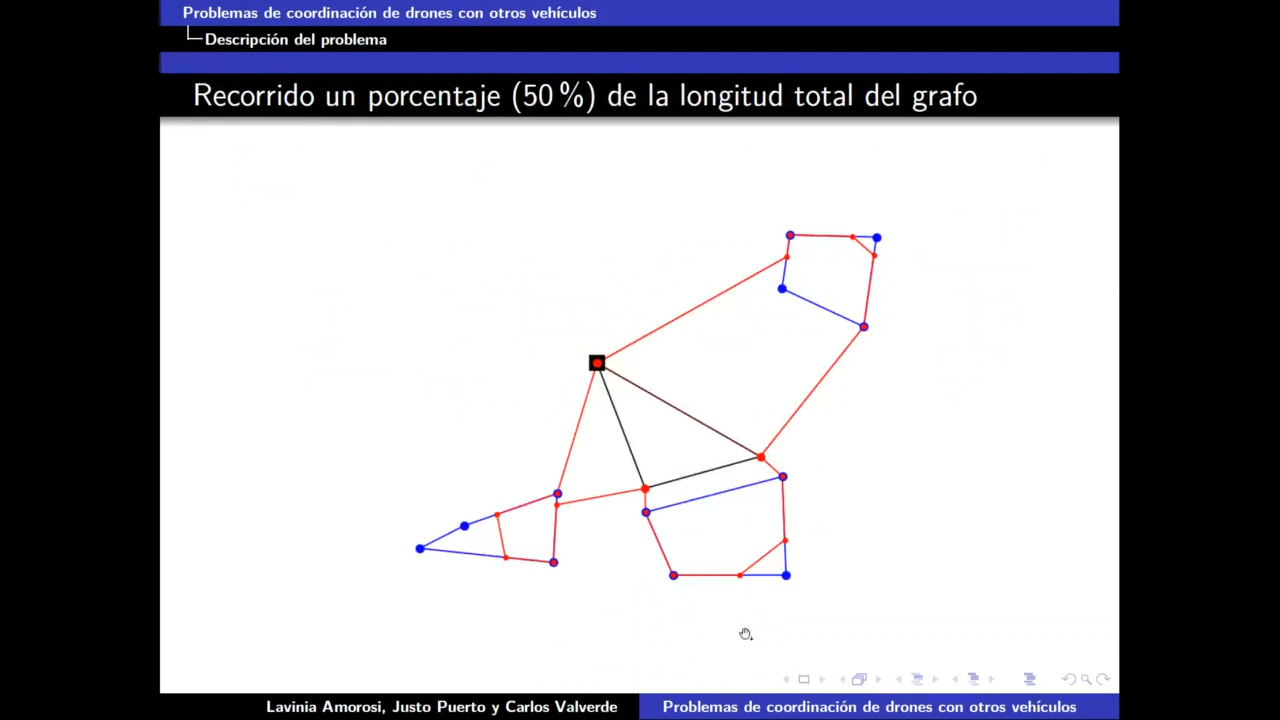 Problemas de coordinación de drones con otros vehículos
Descripción del problema
Recorrido un porcentaje (50 %) de la longitud total del grafo
Lavinia Amorosi, Justo Puerto y Carlos Valverde
Problemas de coordinación de drones con otros vehículos